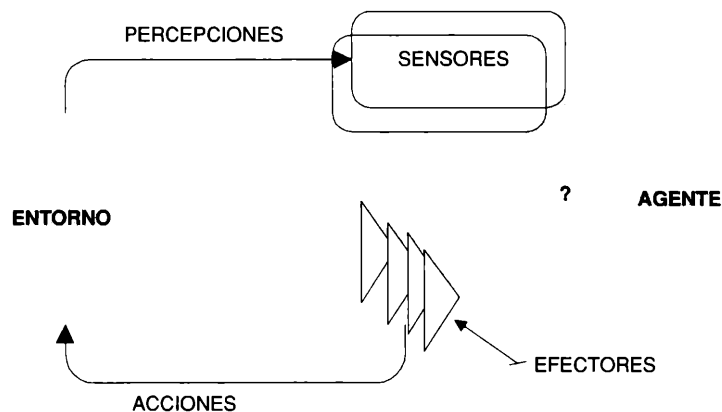 PERCEPCIONES
SENSORES
?
AGENTE
ENTORNO
EFECTORES
ACCIONES